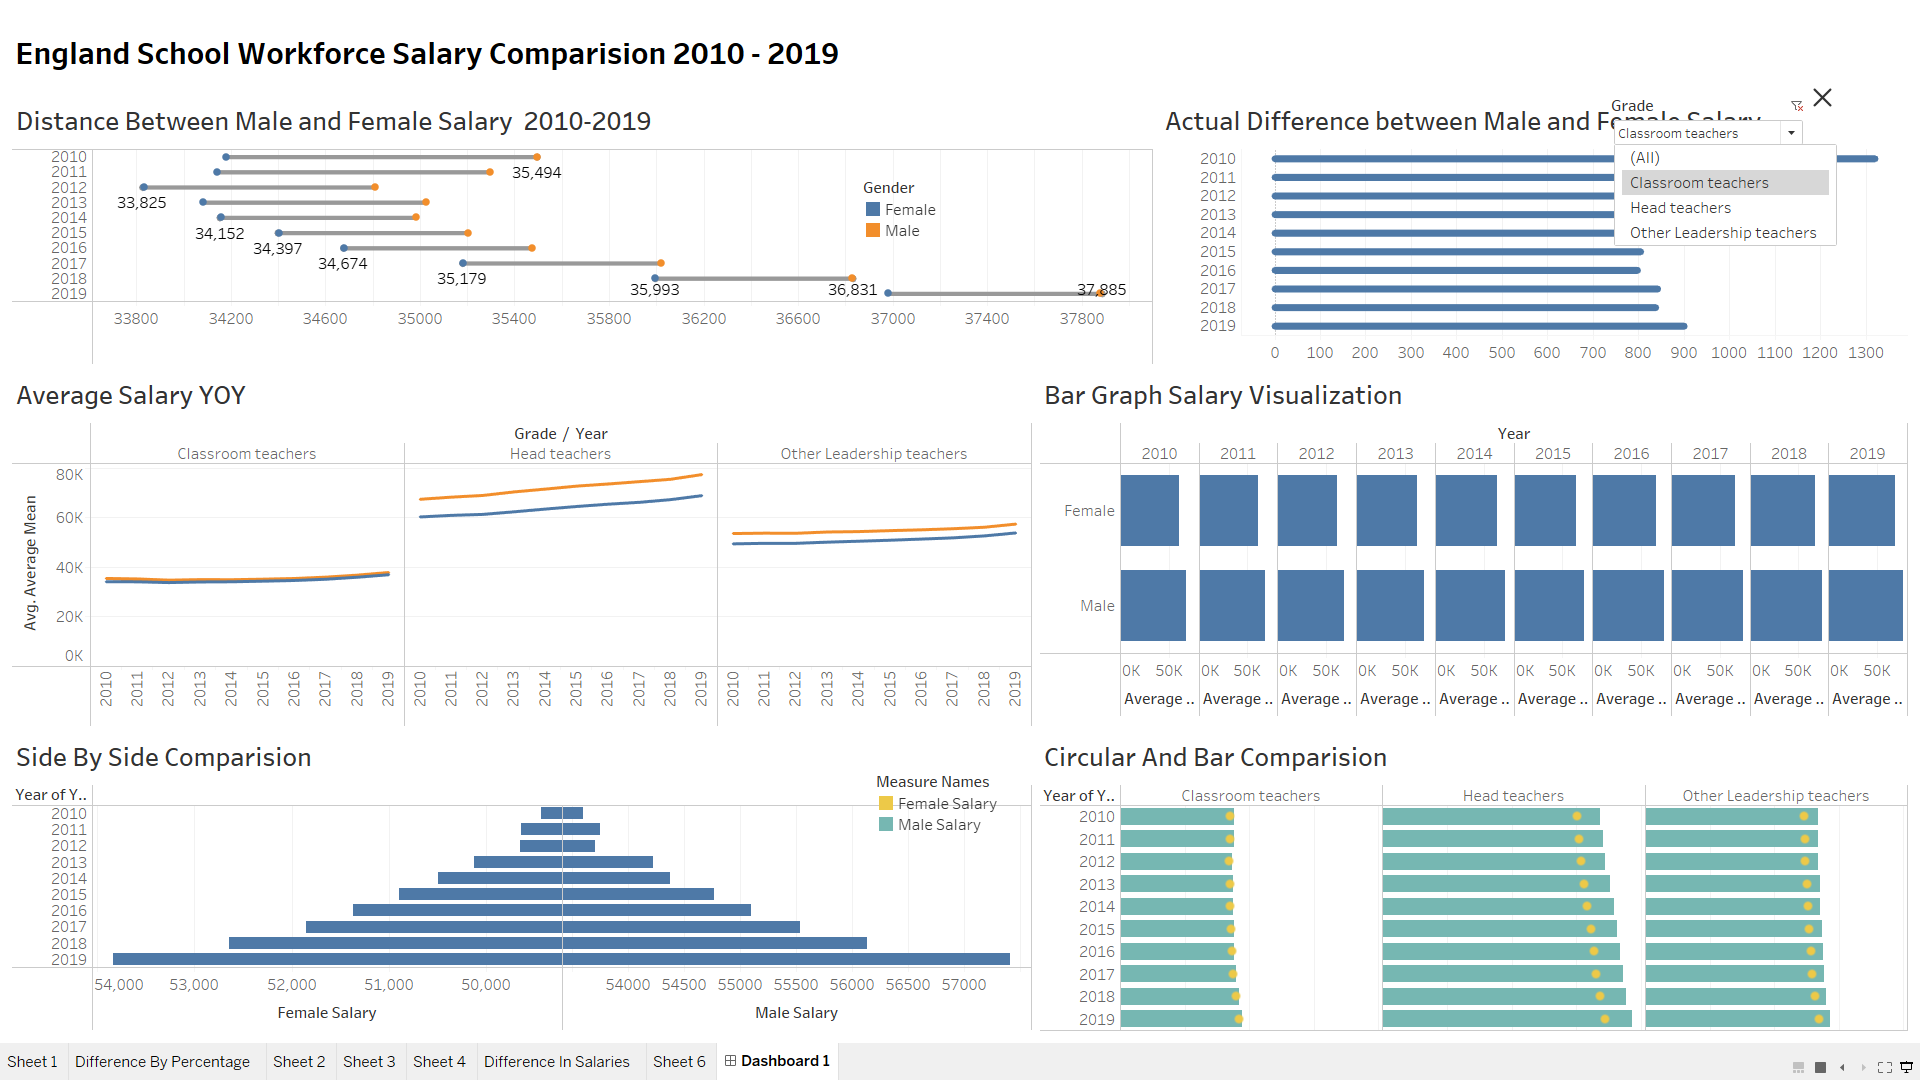 England School Workforce Salary Comparision 2010 - 2019
Distance Between Male and Female Salary 2010-2019
2010
2011
2012
2013
2014
2015
2016
2017
2018
2019
35,494
33,825
34,152
34,397
34,674
35,179
35,993
36,831
37,885
Gender
Female
Male
33800 34200 34600 35000 35400 35800 36200 36600 37000 37400 37800
Actual Difference between Male and Female Salary
Grade
Classroom teachers
(All)
Classroom teachers
Head teachers
Other Leadership teachers
2010
2011
2012
2013
2014
2015
2016
2017
2018
2019
0 100 200 300 400 500 600 700 800 900 1000 1100 1200 1300
Average Salary YOY
Grade / Year
Classroom teachers Head teachers Other Leadership teachers
Avg. Average Mean
80K
60K
40K
20K
0K
2010 2011 2012 2013 2014 2015 2016 2017 2018 2019 2010 2011 2012 2013 2014 2015 2016 2017 2018 2019 2010 2011 2012 2013 2014 2015 2016 2017 2018 2019
Bar Graph Salary Visualization
Year
2010 2011 2012 2013 2014 2015 2016 2017 2018 2019
Female
Male
0K 50K 0K 50K 0K 50K 0K 50K 0K 50K 0K 50K 0K 50K 0K 50K 0K 50K 0K 50K
Average .. Average .. Average .. Average .. Average .. Average .. Average .. Average .. Average .. Average ..
Side By Side Comparision
Year of Y..
2010
2011
2012
2013
2014
2015
2016
2017
2018
2019
Measure Names
Female Salary
Male Salary
54,000 53,000 52,000 51,000 50,000 54000 54500 55000 55500 56000 56500 57000
Female Salary Male Salary
Circular And Bar Comparision
Year of Y.. Classroom teachers Head teachers Other Leadership teachers
2010
2011
2012
2013
2014
2015
2016
2017
2018
2019
Sheet 1 Difference By Percentage Sheet 2 Sheet 3 Sheet 4 Difference In Salaries Sheet 6 Dashboard 1